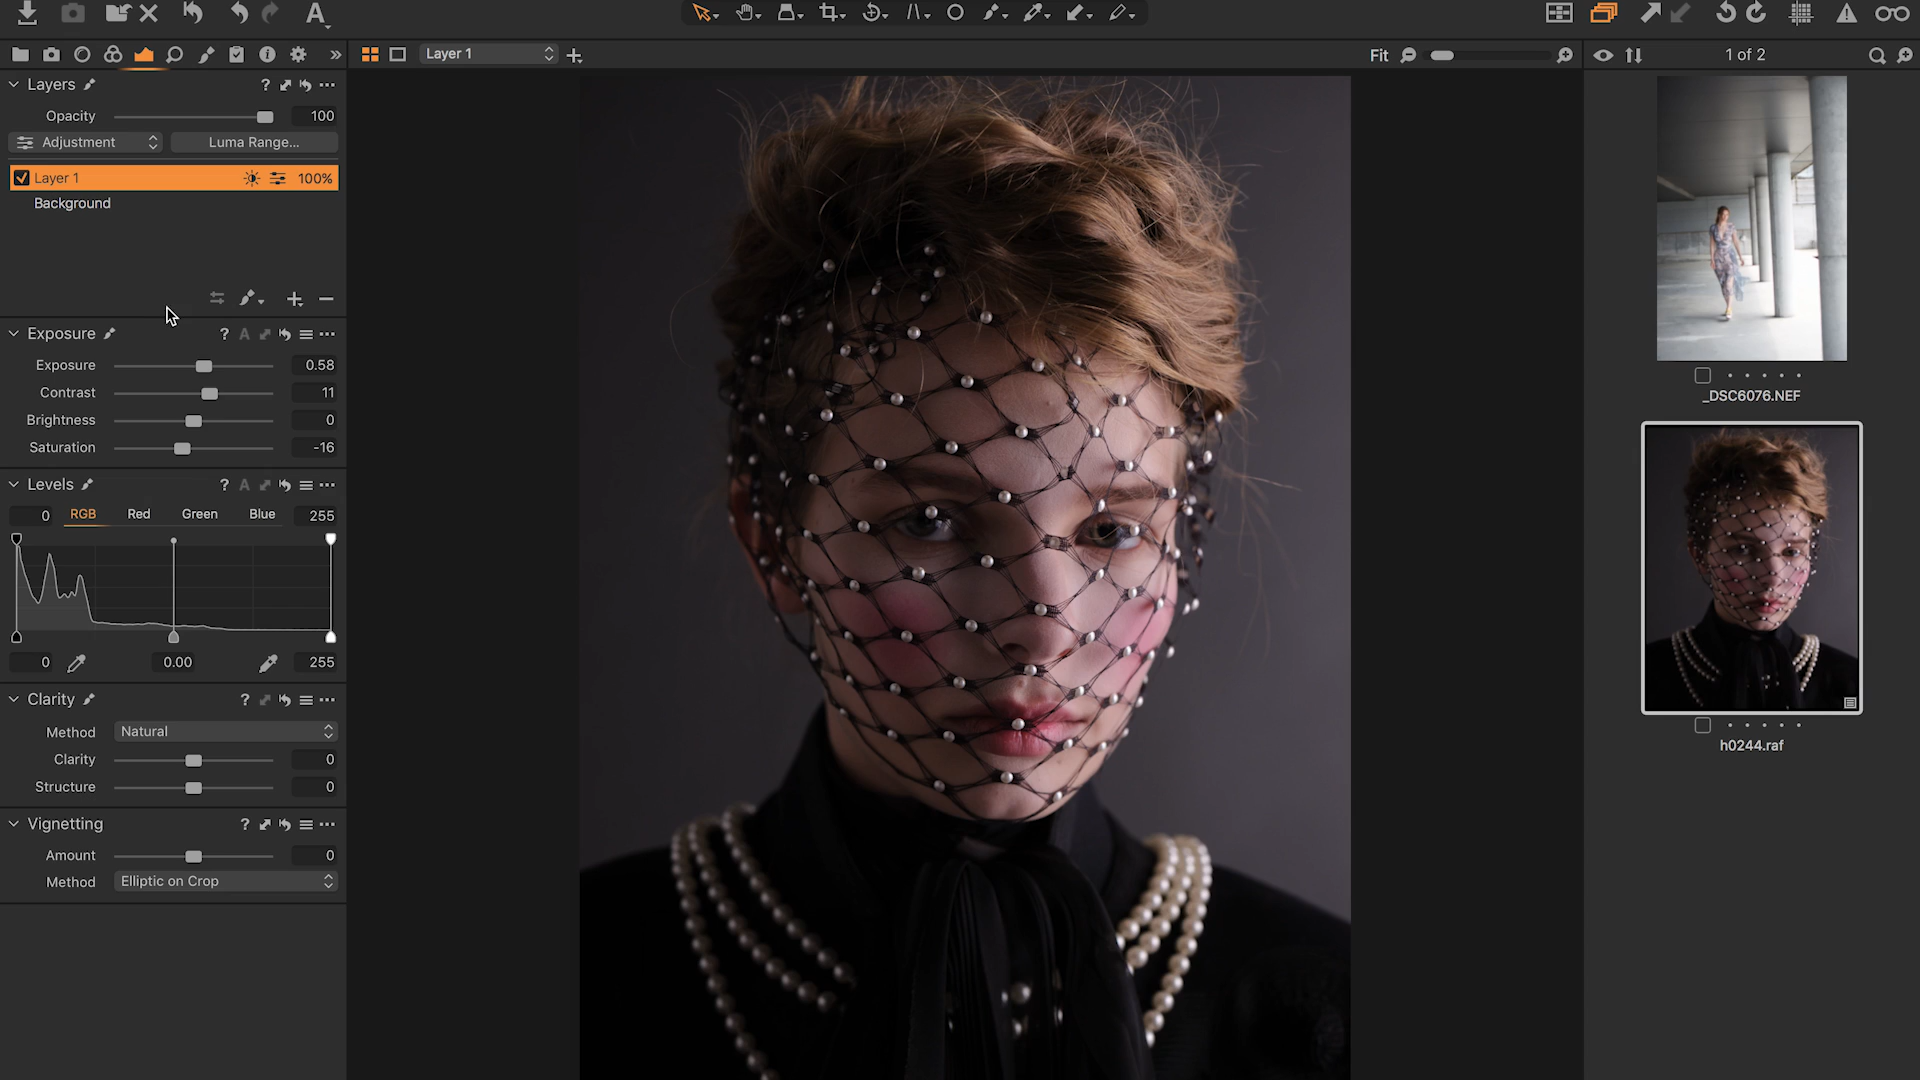 A
Layer 1
Fit
1 of 2
Layers
?
Opacity 100
Adjustment Luma Range...
Layer 1 100%
Background
Exposure
? A
Exposure 0.58
Contrast 11
Brightness 0
Saturation -16
Levels
? A
0 RGB Red Green Blue 255
0 0.00 255
Clarity
?
Method Natural
Clarity 0
Structure 0
Vignetting
?
Amount 0
Method Elliptic on Crop
_DSC6076.NEF
h0244.raf